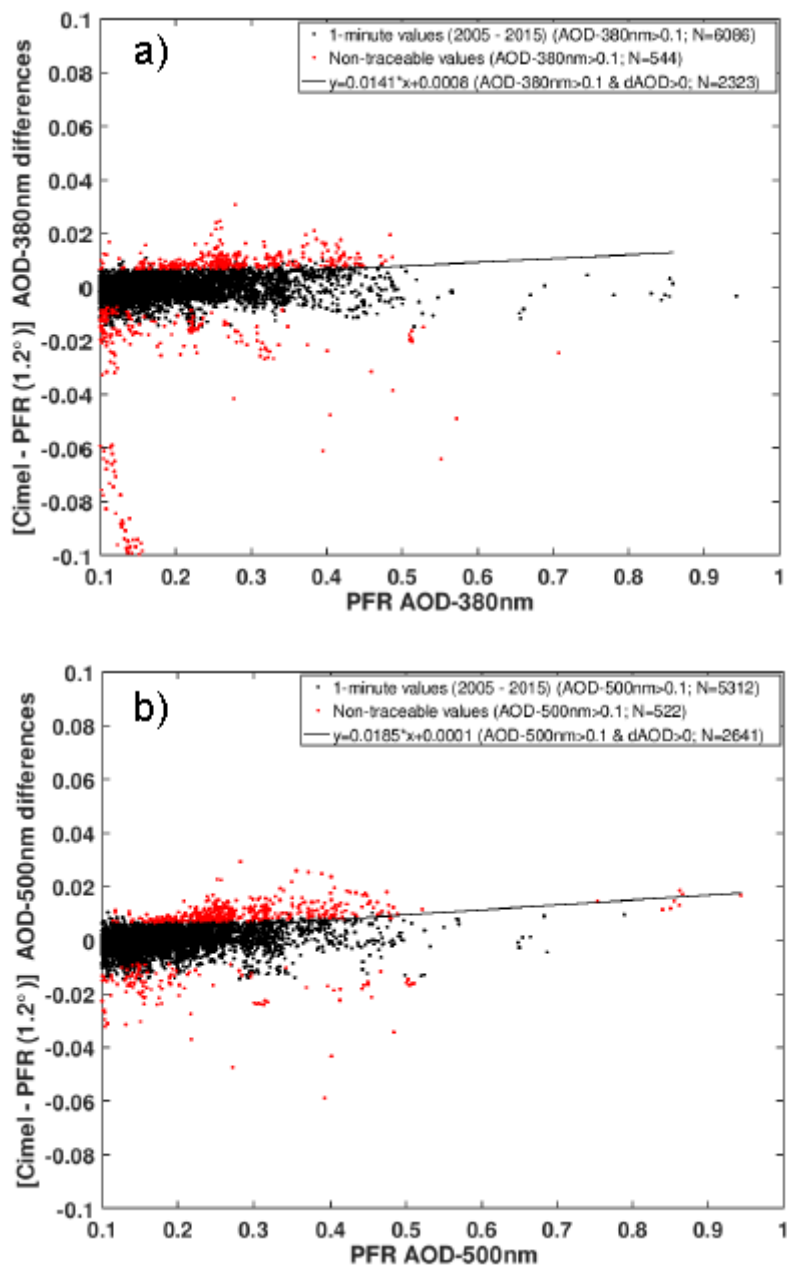 a)
1-minute values (2005 - 2015) (AOD-380nm>0.1; N=6086)
Non-traceable values (AOD-380nm>0.1; N=544)
y=0.0141*x+0.0008 (AOD-380nm>0.1 & dAOD>0; N=2323)
[Cimel - PFR (1.2°)] AOD-380nm differences
0.1
0.08
0.06
0.04
0.02
0
-0.02
-0.04
-0.06
-0.08
-0.1
0.1 0.2 0.3 0.4 0.5 0.6 0.7 0.8 0.9 1
PFR AOD-380nm
b)
1-minute values (2005 - 2015) (AOD-500nm>0.1; N=5312)
Non-traceable values (AOD-500nm>0.1; N=522)
y=0.0185*x+0.0001 (AOD-500nm>0.1 & dAOD>0; N=2641)
[Cimel - PFR (1.2°)] AOD-500nm differences
0.1
0.08
0.06
0.04
0.02
0
-0.02
-0.04
-0.06
-0.08
-0.1
0.1 0.2 0.3 0.4 0.5 0.6 0.7 0.8 0.9 1
PFR AOD-500nm